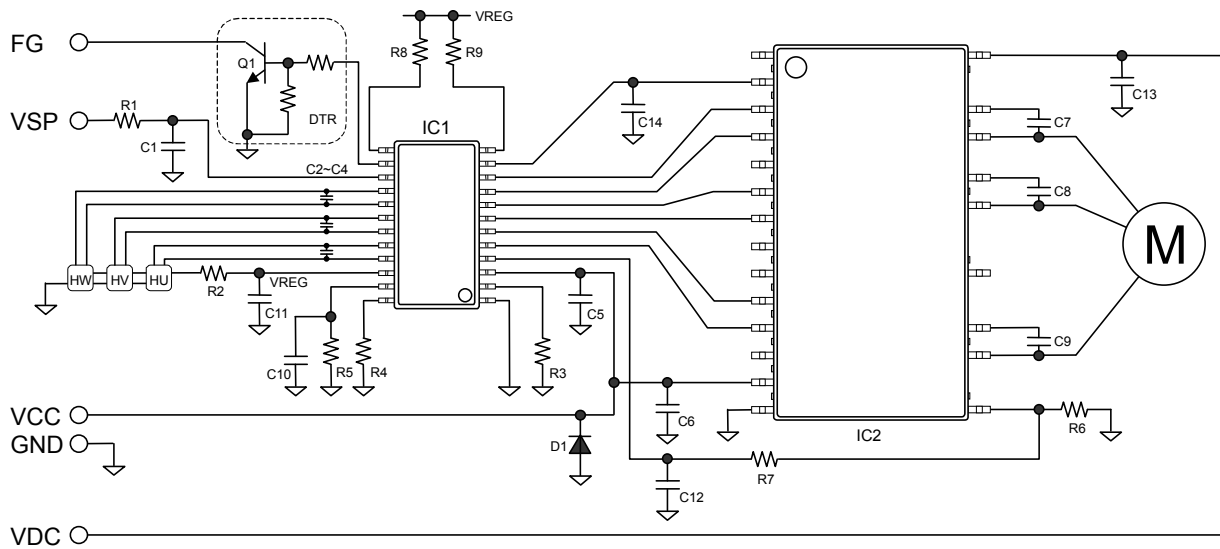 FG
VREG
R8
R9
Q1
DTR
VSP
R1
C1
IC1
C2~C4
C14
C13
C7
C8
M
HW
HV
HU
R2
VREG
C11
C5
C10
R5
R4
R3
C9
VCC
GND
D1
C6
IC2
R6
R7
C12
VDC